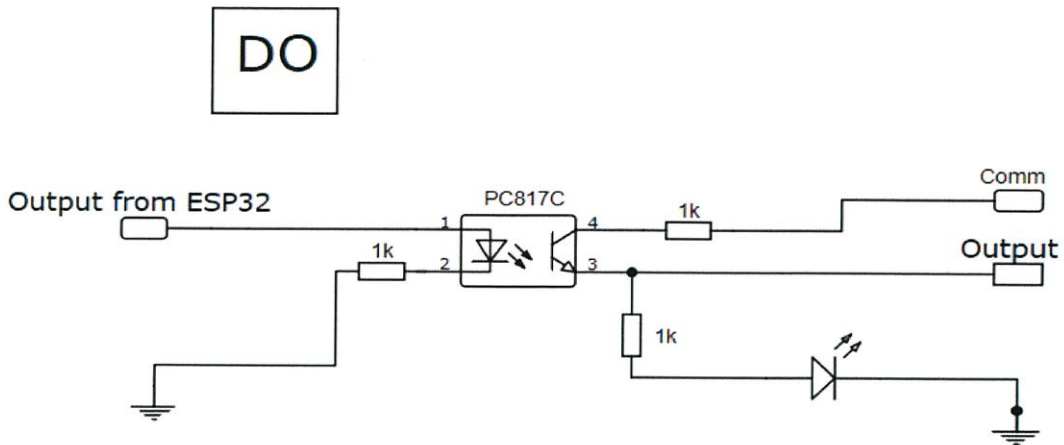 DO
Output from ESP32
PC817C
Comm
1
4
1k
1k
2
3
Output
1k